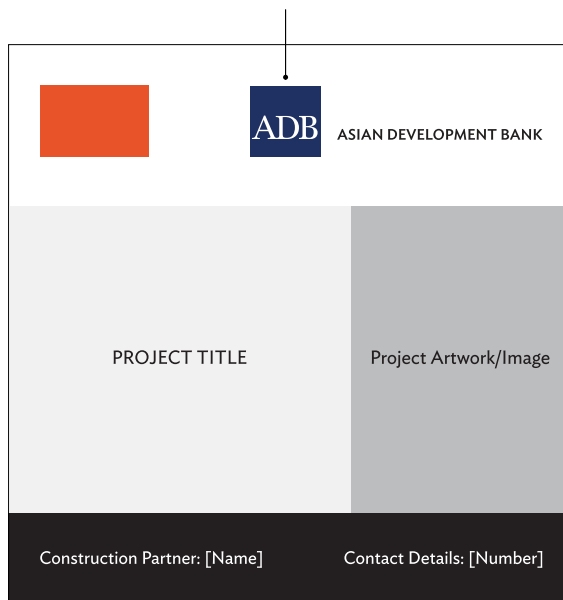 ADB ASIAN DEVELOPMENT BANK
PROJECT TITLE
Project Artwork/Image
Construction Partner: [Name]
Contact Details: [Number]